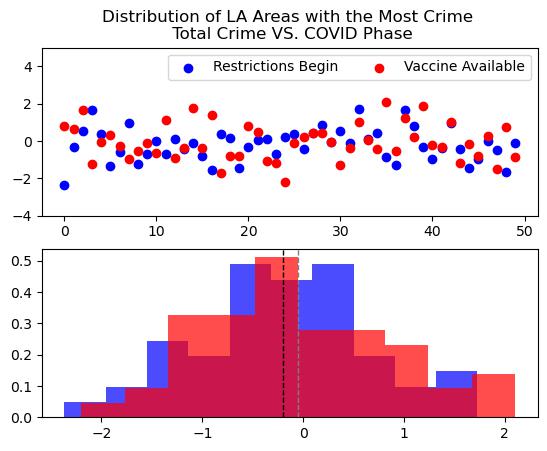 Distribution of LA Areas with the Most Crime
Total Crime VS. COVID Phase
Restrictions Begin Vaccine Available
4
2
0
−2
−4
0 10 20 30 40 50
0.5
0.4
0.3
0.2
0.1
0.0
−2 −1 0 1 2